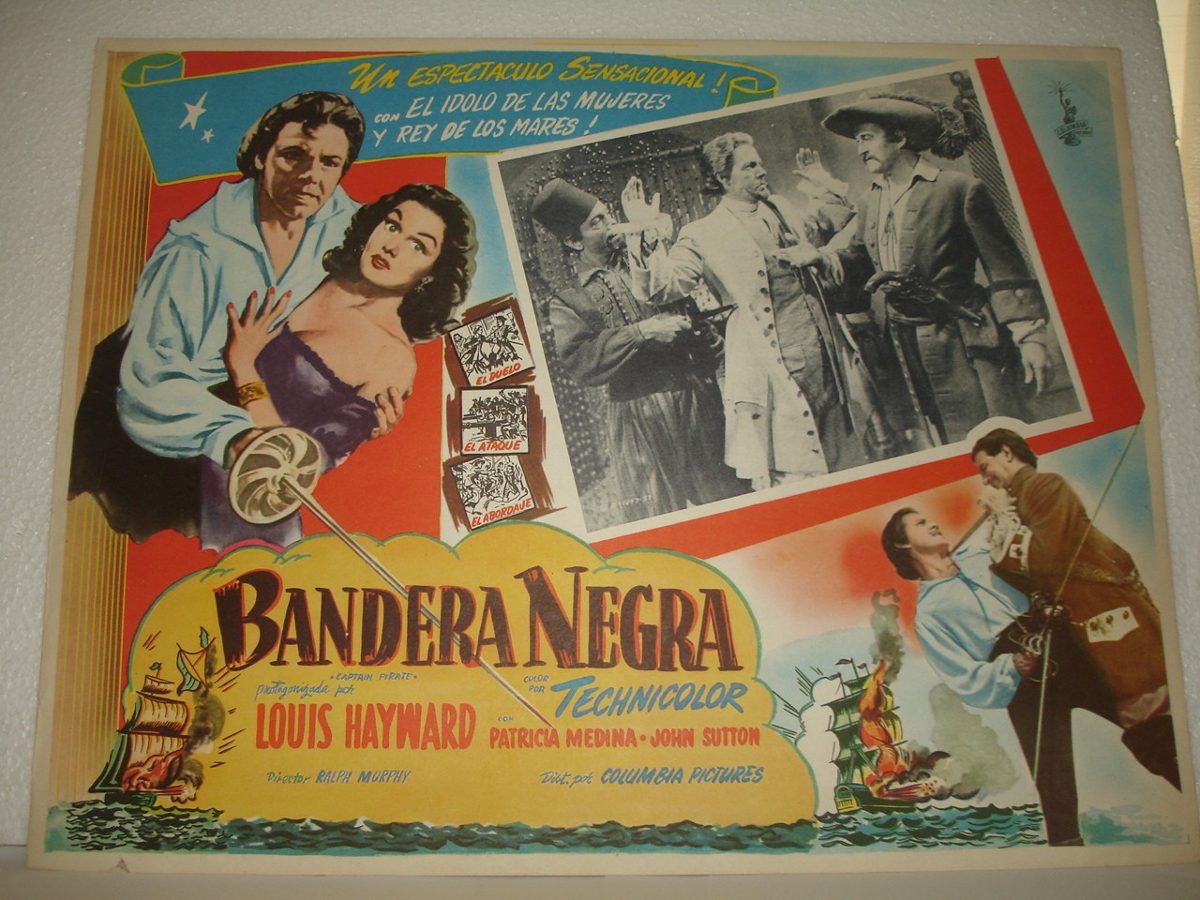 UN ESPECTACULO SENSACIONAL!
CON EL IDOLO DE LAS MUJERES
Y REY DE LOS MARES!
COLUMBIA
EL DUELO
EL ATAQUE
EL ABORDAJE
BANDERA NEGRA
"CAPTAIN PIRATE"
protagonizada por
COLOR
POR TECHNICOLOR
LOUIS HAYWARD CON PATRICIA MEDINA • JOHN SUTTON
Director RALPH MURPHY
Dist. por COLUMBIA PICTURES